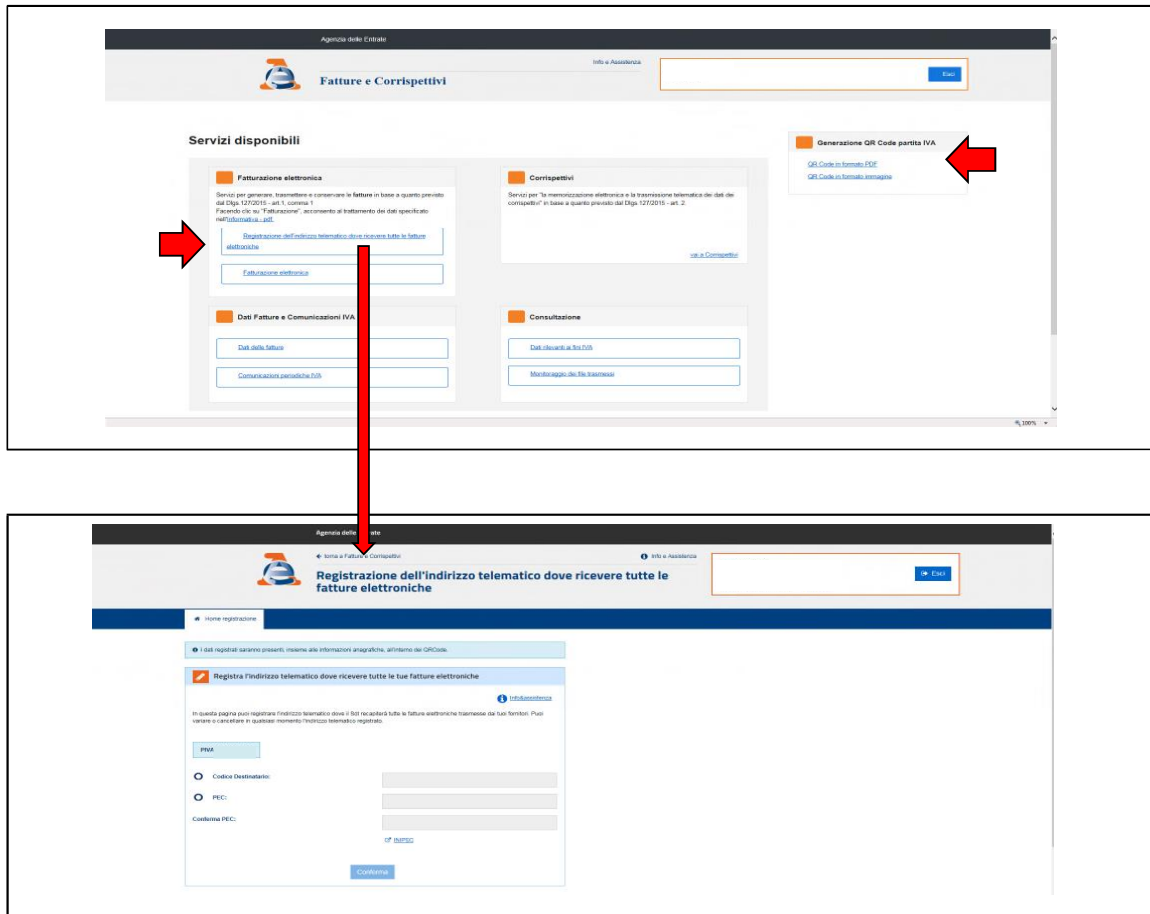 Agenzia delle Entrate
Info e Assistenza
Esci
Fatture e Corrispettivi
Servizi disponibili
Generazione QR Code partita IVA
QR Code in formato PDF
QR Code in formato immagine
Fatturazione elettronica
Servizi per generare, trasmettere e conservare le fatture in base a quanto previsto
dal Dlgs.127/2015 - art.1, comma 1
Facendo clic su "Fatturazione", acconsento al trattamento dei dati specificato
nell'informativa - pdf.
Registrazione dell'indirizzo telematico dove ricevere tutte le fatture
elettroniche
Fatturazione elettronica
Corrispettivi
Servizi per "la memorizzazione elettronica e la trasmissione telematica dei dati dei
corrispettivi" in base a quanto previsto dal Dlgs.127/2015 - art. 2
vai a Corrispettivi
Dati Fatture e Comunicazioni IVA
Dati delle fatture
Comunicazioni periodiche IVA
Consultazione
Dati rilevanti ai fini IVA
Monitoraggio dei file trasmessi
100%
Agenzia delle
ate
torna a Fatture e Corrispettivi
Info e Assistenza
Esci
Registrazione dell'indirizzo telematico dove ricevere tutte le
fatture elettroniche
Home registrazione
I dati registrati saranno presenti, insieme alle informazioni anagrafiche, all'interno del QRCode.
Registra l'indirizzo telematico dove ricevere tutte le tue fatture elettroniche
Info&assistenza
In questa pagina puoi registrare l'indirizzo telematico dove il SdI recapiterà tutte le fatture elettroniche trasmesse dai tuoi fornitori. Puoi
variare o cancellare in qualsiasi momento l'indirizzo telematico registrato.
PIVA
Codice Destinatario:
PEC:
Conferma PEC:
INIPEC
Conferma